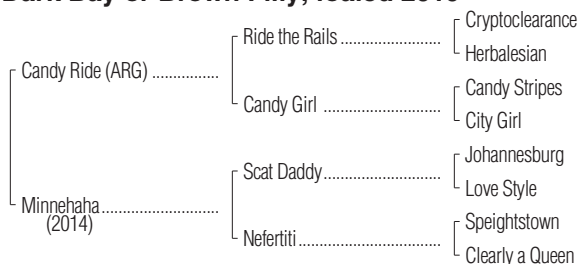 Cryptoclearance
Ride the Rails ....................
Herbalesian
Candy Ride (ARG) .............
Candy Stripes
Candy Girl .......................
City Girl
Johannesburg
Scat Daddy.......................
Love Style
Minnehaha.......................
(2014)
Speightstown
Nefertiti............................
Clearly a Queen